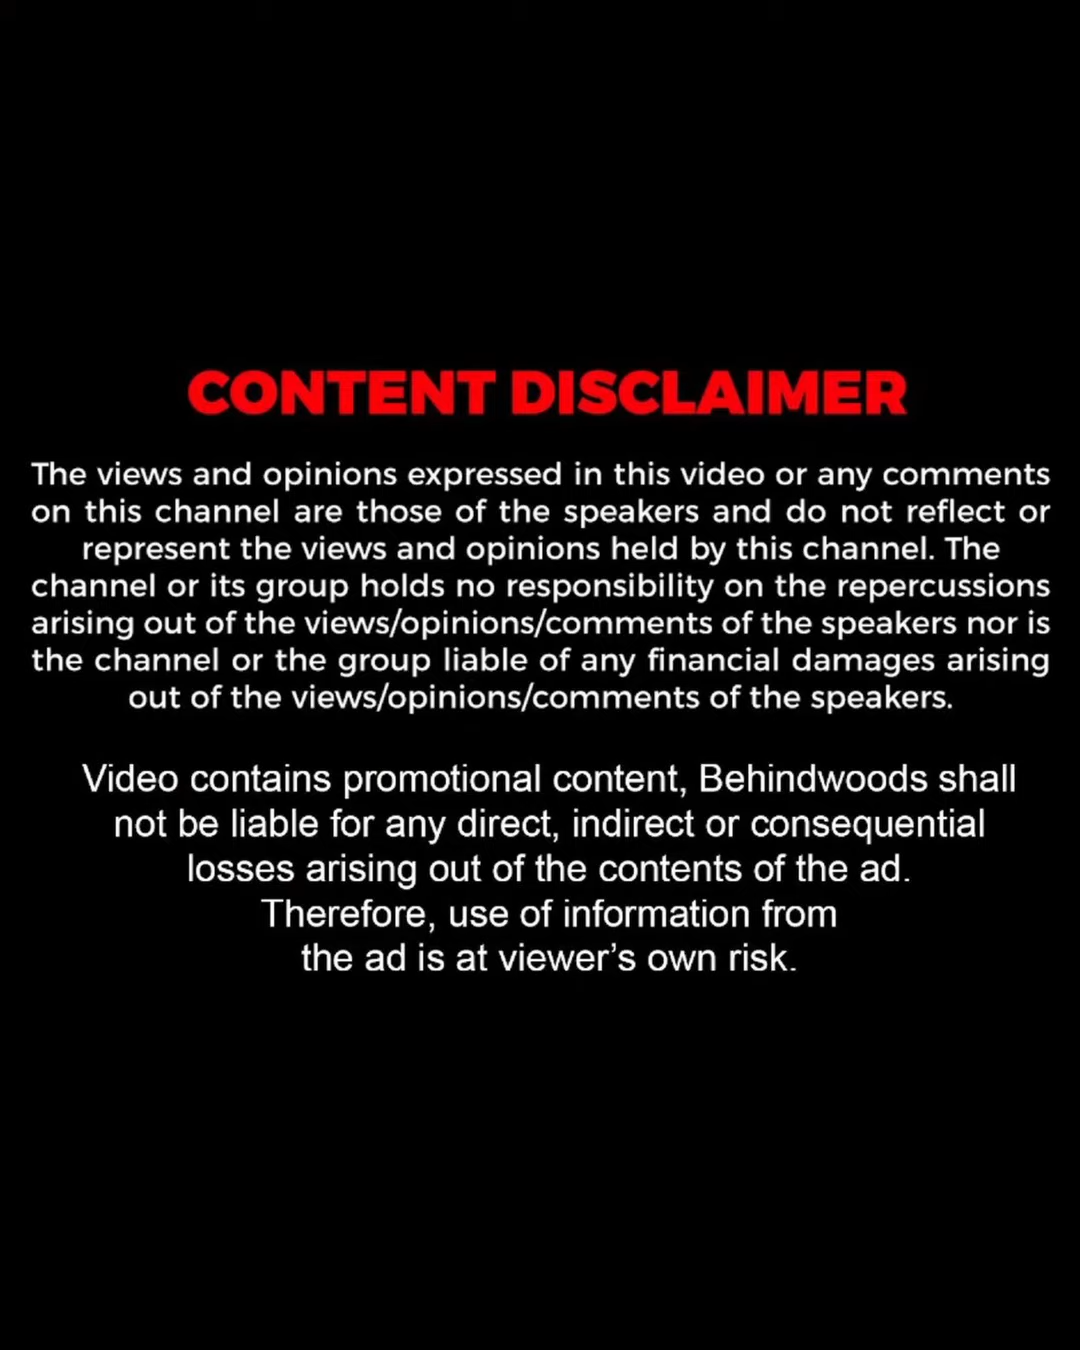 CONTENT DISCLAIMER
The views and opinions expressed in this video or any comments
on this channel are those of the speakers and do not reflect or
represent the views and opinions held by this channel. The
channel or its group holds no responsibility on the repercussions
arising out of the views/opinions/comments of the speakers nor is
the channel or the group liable of any financial damages arising
out of the views/opinions/comments of the speakers.
Video contains promotional content, Behindwoods shall
not be liable for any direct, indirect or consequential
losses arising out of the contents of the ad.
Therefore, use of information from
the ad is at viewer’s own risk.